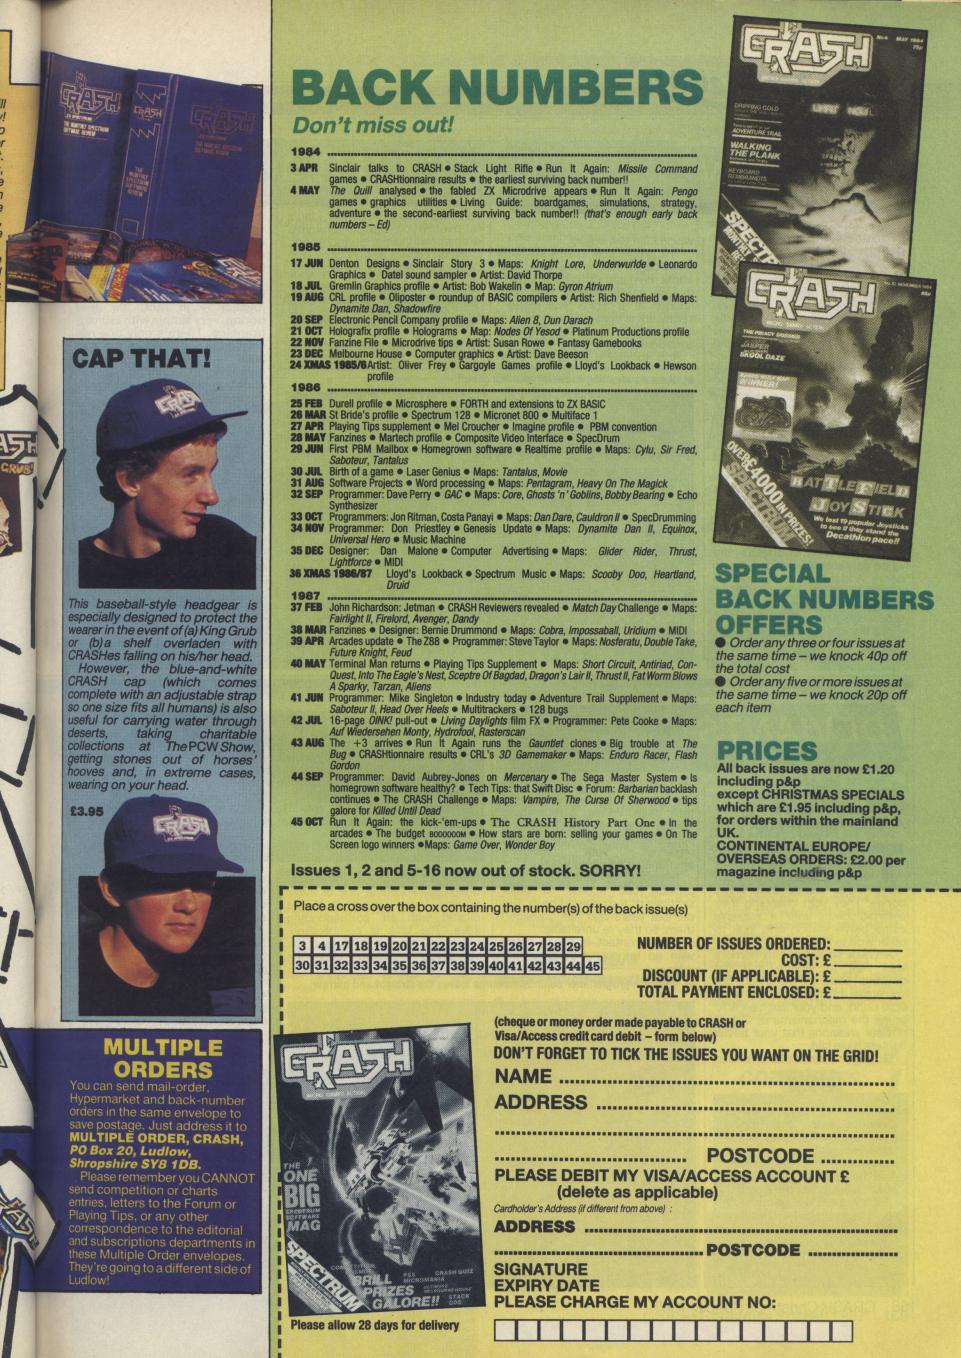 BACK NUMBERS
Don't miss out!
1984
3 APR Sinclair talks to CRASH ● Stack Light Rifle ● Run It Again: Missile Command
games ● CRASHtionnaire results ● the earliest surviving back number!!
4 MAY The Quill analysed ● the fabled ZX Microdrive appears ● Run It Again: Pengo
games ● graphics utilities ● Living Guide: boardgames, simulations, strategy,
adventure ● the second-earliest surviving back number!! (that's enough early back
numbers – Ed)
1985
17 JUN Denton Designs ● Sinclair Story 3 ● Maps: Knight Lore, Underwurlde ● Leonardo
Graphics ● Datel sound sampler ● Artist: David Thorpe
18 JUL Gremlin Graphics profile ● Artist: Bob Wakelin ● Map: Gyron Atrium
19 AUG CRL profile ● Oliposter ● roundup of BASIC compilers ● Artist: Rich Shenfield ● Maps:
Dynamite Dan, Shadowfire
20 SEP Electronic Pencil Company profile ● Maps: Alien 8, Dun Darach
21 OCT Holografix profile ● Holograms ● Map: Nodes Of Yesod ● Platinum Productions profile
22 NOV Fanzine File ● Microdrive tips ● Artist: Susan Rowe ● Fantasy Gamebooks
23 DEC Melbourne House ● Computer graphics ● Artist: Dave Beeson
24 XMAS 1985/6 Artist: Oliver Frey ● Gargoyle Games profile ● Lloyd's Lookback ● Hewson
profile
1986
25 FEB Durell profile ● Microsphere ● FORTH and extensions to ZX BASIC
26 MAR St Bride's profile ● Spectrum 128 ● Micronet 800 ● Multiface 1
27 APR Playing Tips supplement ● Mel Croucher ● Imagine profile ● PBM convention
28 MAY Fanzines ● Martech profile ● Composite Video Interface ● SpecDrum
29 JUN First PBM Mailbox ● Homegrown software ● Realtime profile ● Maps: Cylu, Sir Fred,
Saboteur, Tantalus
30 JUL Birth of a game ● Laser Genius ● Maps: Tantalus, Movie
31 AUG Software Projects ● Word processing ● Maps: Pentagram, Heavy On The Magick
32 SEP Programmer: Dave Perry ● GAC ● Maps: Core, Ghosts 'n' Goblins, Bobby Bearing ● Echo
Synthesizer
33 OCT Programmers: Jon Ritman, Costa Panayi ● Maps: Dan Dare, Cauldron II ● SpecDrumming
34 NOV Programmer: Don Priestley ● Genesis Update ● Maps: Dynamite Dan II, Equinox,
Universal Hero ● Music Machine
35 DEC Designer: Dan Malone ● Computer Advertising ● Maps: Glider Rider, Thrust,
Lightforce ● MIDI
36 XMAS 1986/87 Lloyd's Lookback ● Spectrum Music ● Maps: Scooby Doo, Heartland,
Druid
1987
37 FEB John Richardson: Jetman ● CRASH Reviewers revealed ● Match Day Challenge ● Maps:
Fairlight II, Firelord, Avenger, Dandy
38 MAR Fanzines ● Designer: Bernie Drummond ● Maps: Cobra, Impossaball, Uridium ● MIDI
39 APR Arcades update ● The Z88 ● Programmer: Steve Taylor ● Maps: Nosferatu, Double Take,
Future Knight, Feud
40 MAY Terminal Man returns ● Playing Tips Supplement ● Maps: Short Circuit, Antiriad, Con-
Quest, Into The Eagle's Nest, Sceptre Of Bagdad, Dragon's Lair II, Thrust II, Fat Worm Blows
A Sparky, Tarzan, Aliens
41 JUN Programmer: Mike Singleton ● Industry today ● Adventure Trail Supplement ● Maps:
Saboteur II, Head Over Heels ● Multitrackers ● 128 bugs
42 JUL 16-page OINK! pull-out ● Living Daylights film FX ● Programmer: Pete Cooke ● Maps:
Auf Wiedersehen Monty, Hydrofool, Rasterscan
43 AUG The +3 arrives ● Run It Again runs the Gauntlet clones ● Big trouble at The
Bug ● CRASHtionnaire results ● CRL's 3D Gamemaker ● Maps: Enduro Racer, Flash
Gordon
44 SEP Programmer: David Aubrey-Jones on Mercenary ● The Sega Master System ● Is
homegrown software healthy? ● Tech Tips: that Swift Disc ● Forum: Barbarian backlash
continues ● The CRASH Challenge ● Maps: Vampire, The Curse Of Sherwood ● tips
galore for Killed Until Dead
45 OCT Run It Again: the kick-'em-ups ● The CRASH History Part One ● In the
arcades ● The budget BOOOOOOM ● How stars are born: selling your games ● On The
Screen logo winners ● Maps: Game Over, Wonder Boy
Issues 1, 2 and 5-16 now out of stock. SORRY!
CRASH
THE MONTHLY SPECTRUM
SOFTWARE REVIEW
CAP THAT!
This baseball-style headgear is
especially designed to protect the
wearer in the event of (a) King Grub
or (b) a shelf overladen with
CRASHes falling on his/her head.
However, the blue-and-white
CRASH cap (which comes
complete with an adjustable strap
so one size fits all humans) is also
useful for carrying water through
deserts, taking charitable
collections at The PCW Show,
getting stones out of horses'
hooves and, in extreme cases,
wearing on your head.
£3.95
CRASH
MULTIPLE
ORDERS
You can send mail-order,
Hypermarket and back-number
orders in the same envelope to
save postage. Just address it to
MULTIPLE ORDER, CRASH,
PO Box 20, Ludlow,
Shropshire SY8 1DB.
Please remember you CANNOT
send competition or charts
entries, letters to the Forum or
Playing Tips, or any other
correspondence to the editorial
and subscriptions departments in
these Multiple Order envelopes.
They're going to a different side of
Ludlow!
CRASH
MAY 1984
75p
DRIPPING GOLD
ADVENTURE TRAIL
WALKING
THE PLANK
KEYBOARD
CRASH
NOVEMBER 1984
THE PIRACY DOSSIER
JASPER
SKOOL DAZE
WINNER!
OVER £4,000 IN PRIZES!
SPECTRUM
BATTLEFIELD
JOYSTICK
We test 19 popular Joysticks
to see if they stand the
Decathlon pace!!
SPECIAL
BACK NUMBERS
OFFERS
● Order any three or four issues at
the same time – we knock 40p off
the total cost
● Order any five or more issues at
the same time – we knock 20p off
each item
PRICES
All back issues are now £1.20
including p&p
except CHRISTMAS SPECIALS
which are £1.95 including p&p,
for orders within the mainland
UK.
CONTINENTAL EUROPE/
OVERSEAS ORDERS: £2.00 per
magazine including p&p
Place a cross over the box containing the number(s) of the back issue(s)
3 4 17 18 19 20 21 22 23 24 25 26 27 28 29
30 31 32 33 34 35 36 37 38 39 40 41 42 43 44 45
NUMBER OF ISSUES ORDERED:
COST: £
DISCOUNT (IF APPLICABLE): £
TOTAL PAYMENT ENCLOSED: £
(cheque or money order made payable to CRASH or
Visa/Access credit card debit – form below)
DON'T FORGET TO TICK THE ISSUES YOU WANT ON THE GRID!
NAME
ADDRESS
POSTCODE
PLEASE DEBIT MY VISA/ACCESS ACCOUNT £
(delete as applicable)
Cardholder's Address (if different from above) :
ADDRESS
POSTCODE
SIGNATURE
EXPIRY DATE
PLEASE CHARGE MY ACCOUNT NO:
CRASH
MICRO GAMES ACTION
THE
ONE
BIG
SPECTRUM
SOFTWARE
MAG
SPECTRUM
BRILL
PRIZES
GALORE!!
CRASH QUIZ
MICROMANIA
Please allow 28 days for delivery